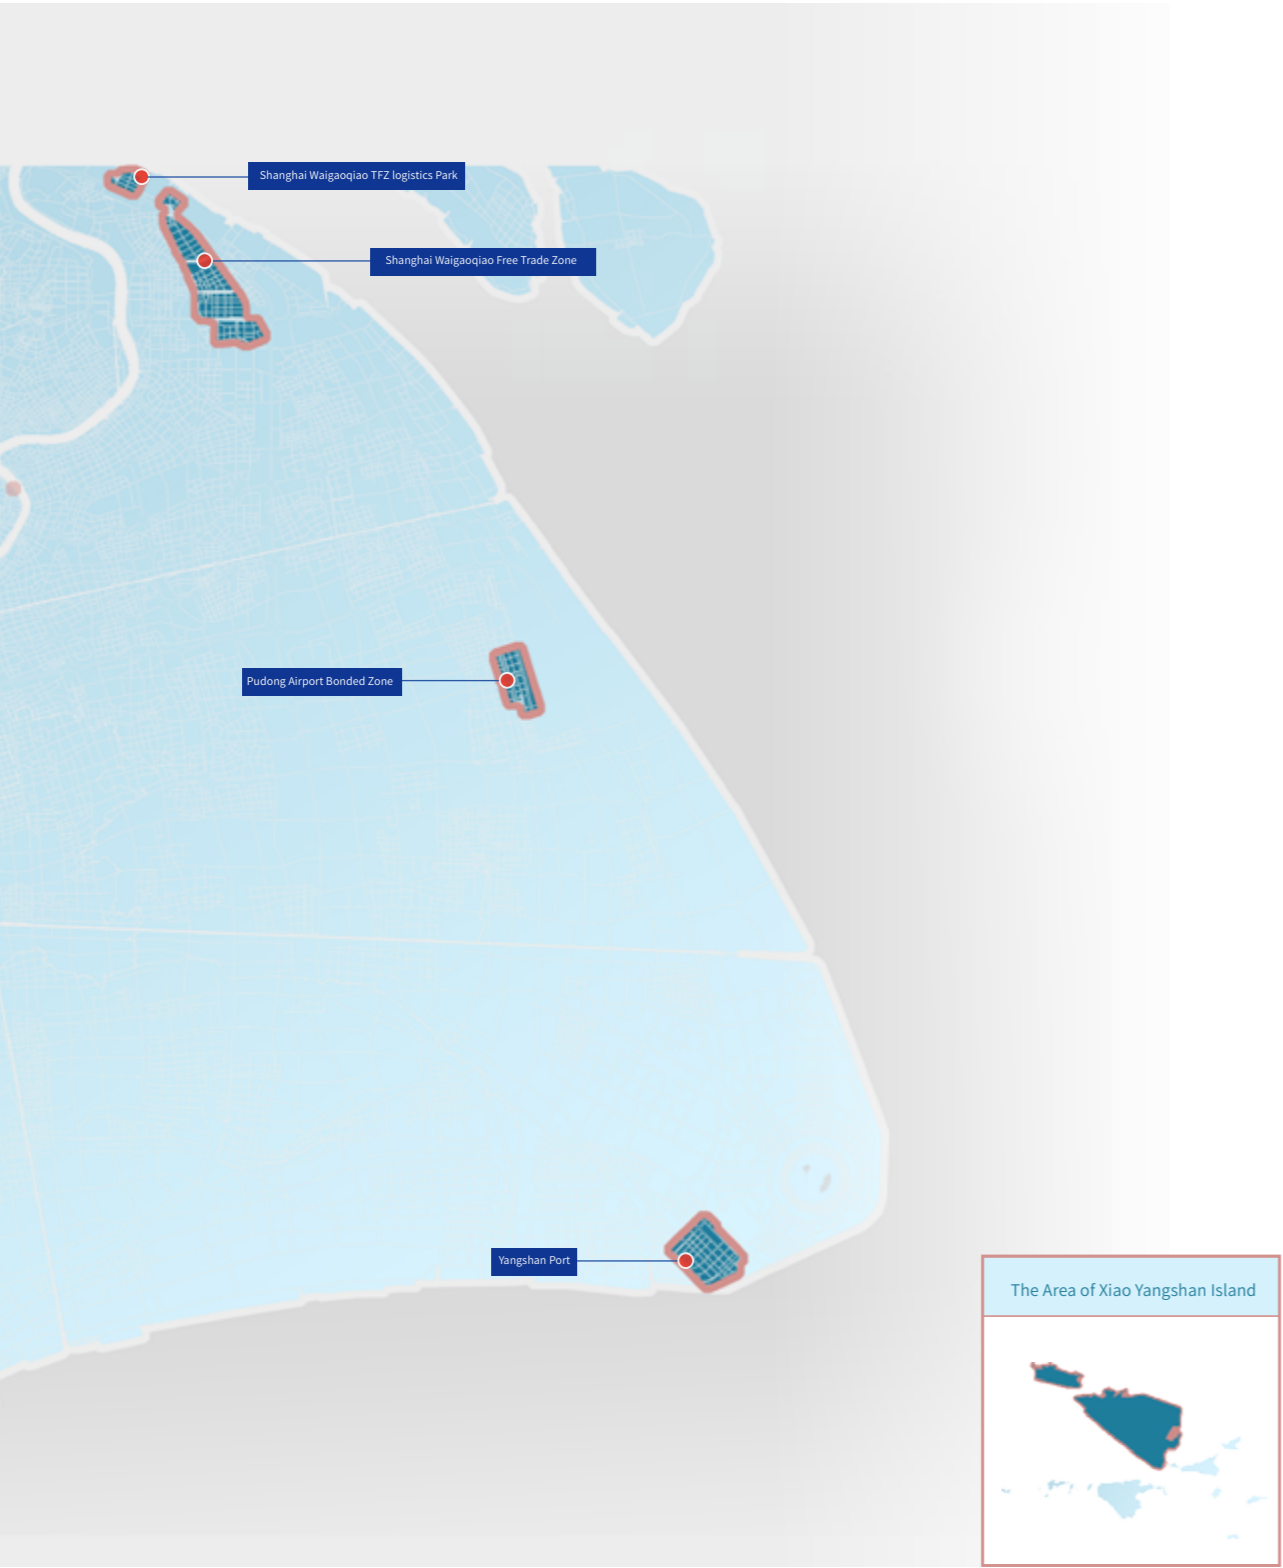 Shanghai Waigaoqiao TFZ logistics Park
Shanghai Waigaoqiao Free Trade Zone
Pudong Airport Bonded Zone
Yangshan Port
The Area of Xiao Yangshan Island